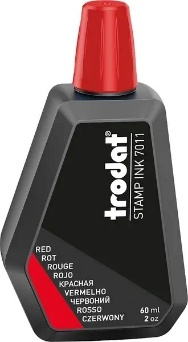 trodat
STAMP INK 7011
RED
ROT
ROUGE
ROJO
КРАСНАЯ
VERMELHO
ЧЕРВОНИЙ
ROSSO
CZERWONY
60 ml
2 oz